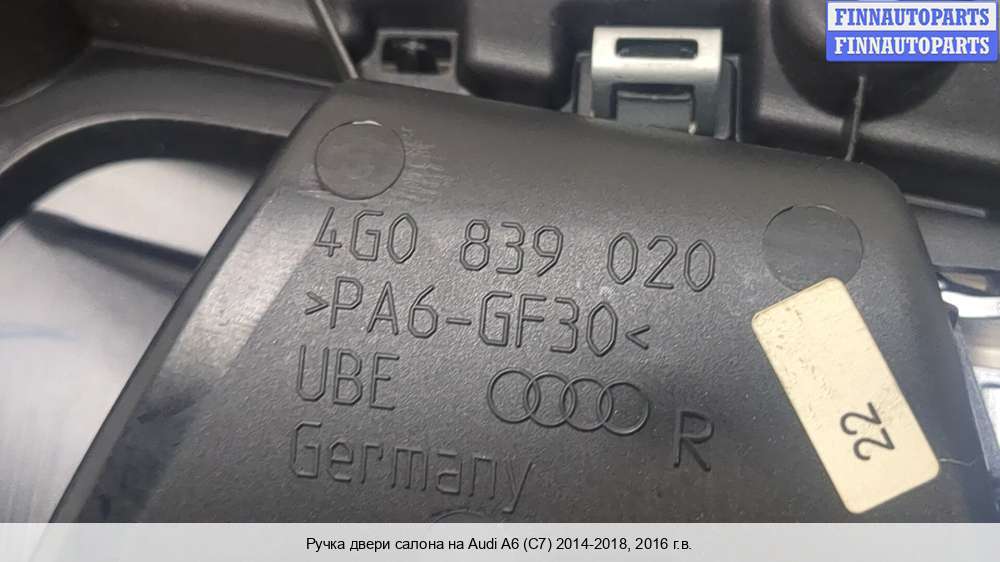 FINNAUTOPARTS
FINNAUTOPARTS
4G0 839 020
>PA6-GF30<
UBE
R
Germany
22
Ручка двери салона на Audi A6 (C7) 2014-2018, 2016 г.в.